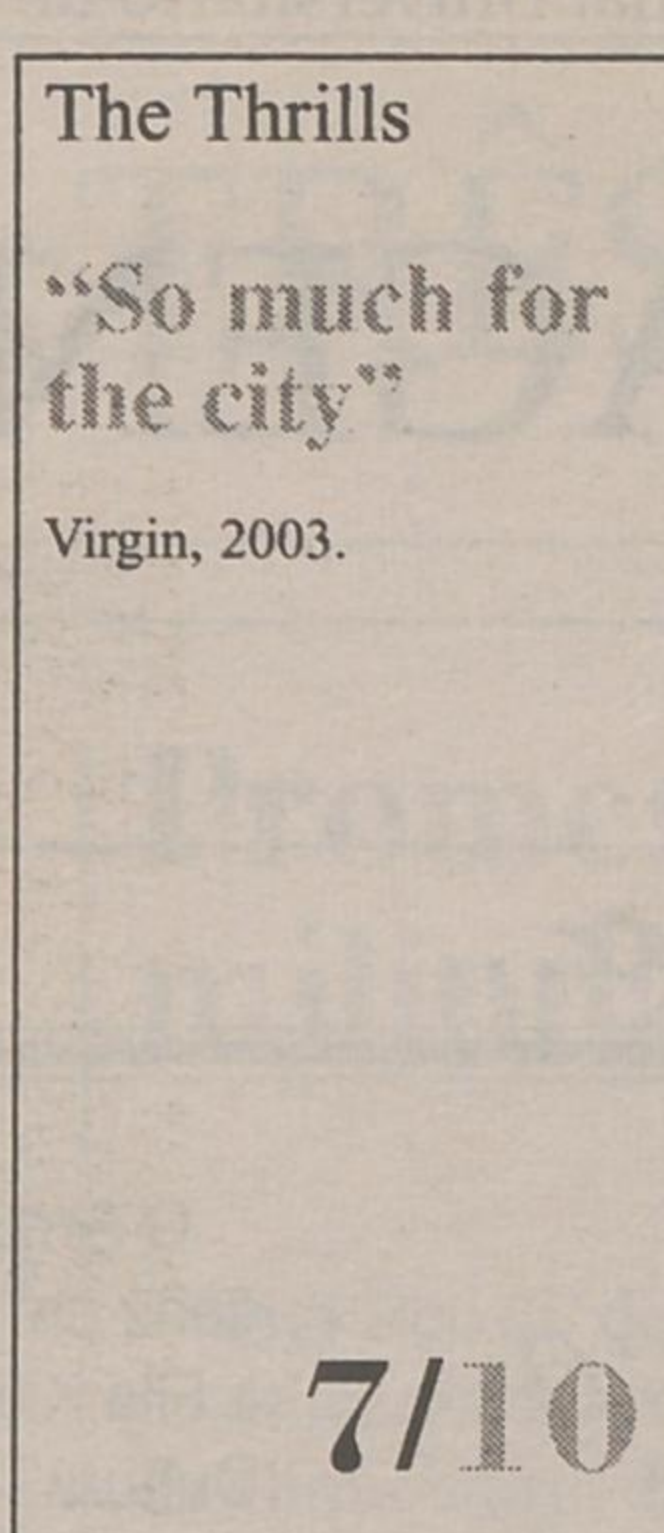 The Thrills
“So much for
the city”
Virgin, 2003.
7/10